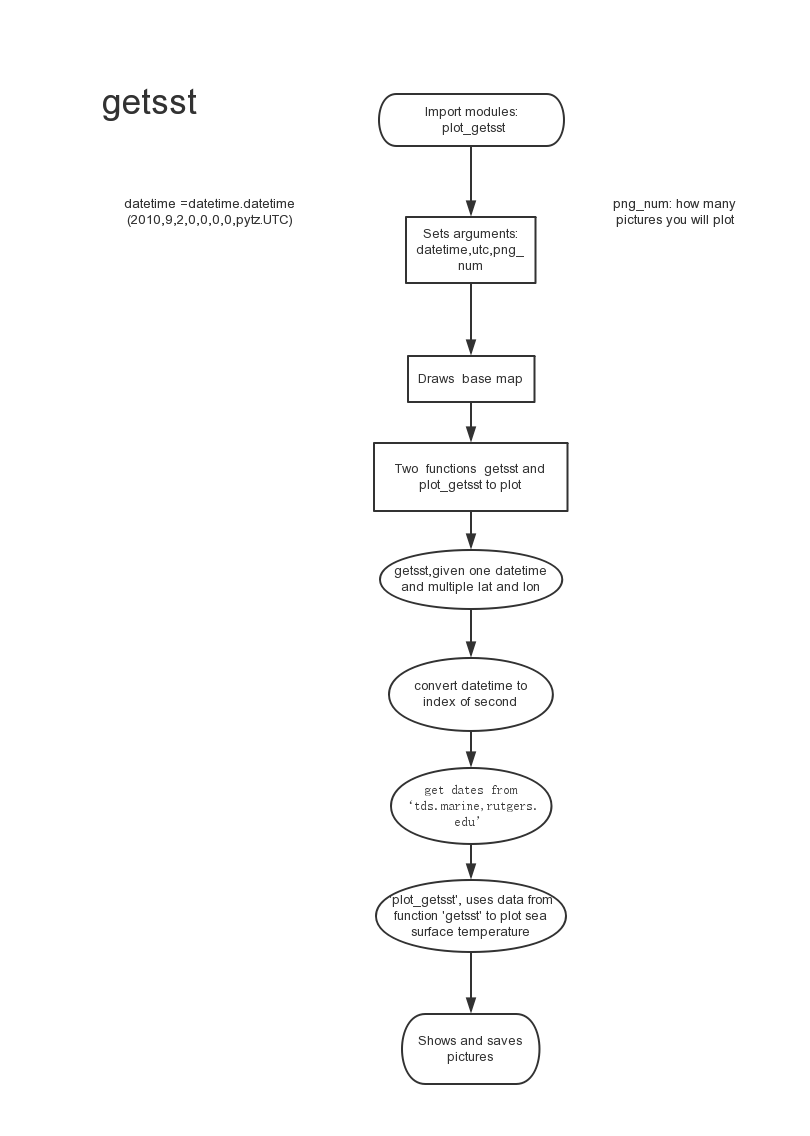 getsst
Import modules:
plot_getsst
datetime =datetime.datetime
(2010,9,2,0,0,0,0,pytz.UTC)
png_num: how many
pictures you will plot
Sets arguments:
datetime,utc,png_
num
Draws  base map
Two  functions  getsst and
plot_getsst to plot
getsst,given one datetime
and multiple lat and lon
convert datetime to
index of second
get dates from
‘tds.marine,rutgers.
edu’
'plot_getsst', uses data from
function 'getsst' to plot sea
surface temperature
Shows and saves
pictures